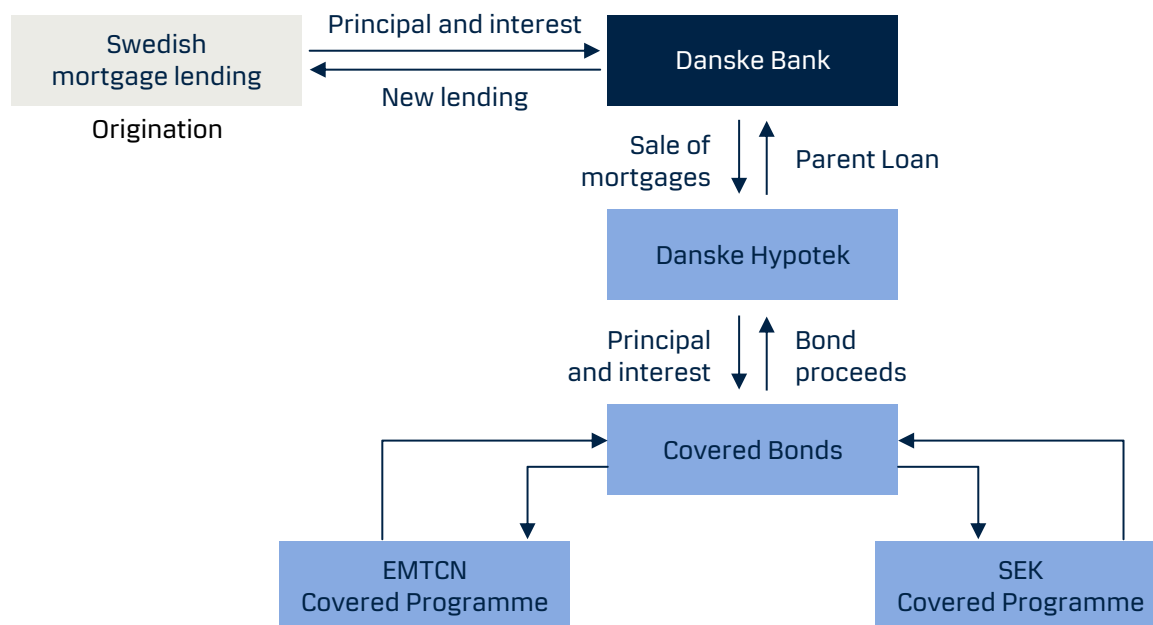 Principal and interest
Swedish
mortgage lending
Danske Bank
New lending
Origination
Sale of
mortgages
Parent Loan
Danske Hypotek
Principal
and interest
Bond
proceeds
Covered Bonds
EMTCN
Covered Programme
SEK
Covered Programme